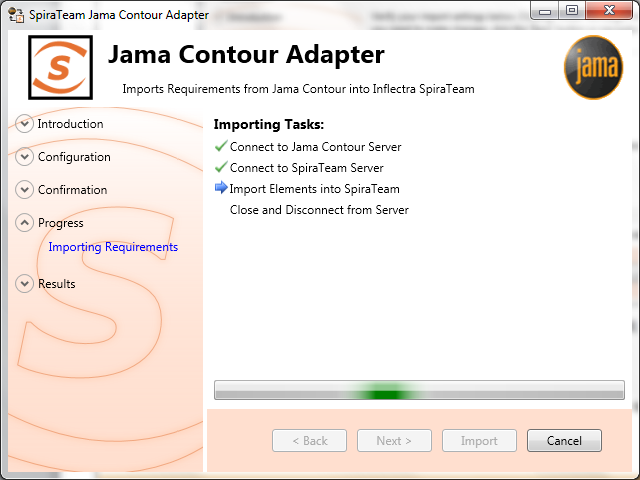 SpiraTeam Jama Contour Adapter
Jama Contour Adapter
Imports Requirements from Jama Contour into Inflectra SpiraTeam
jama
Introduction
Configuration
Confirmation
Progress
Importing Requirements
Results
Importing Tasks:
Connect to Jama Contour Server
Connect to SpiraTeam Server
Import Elements into SpiraTeam
Close and Disconnect from Server
< Back
Next >
Import
Cancel